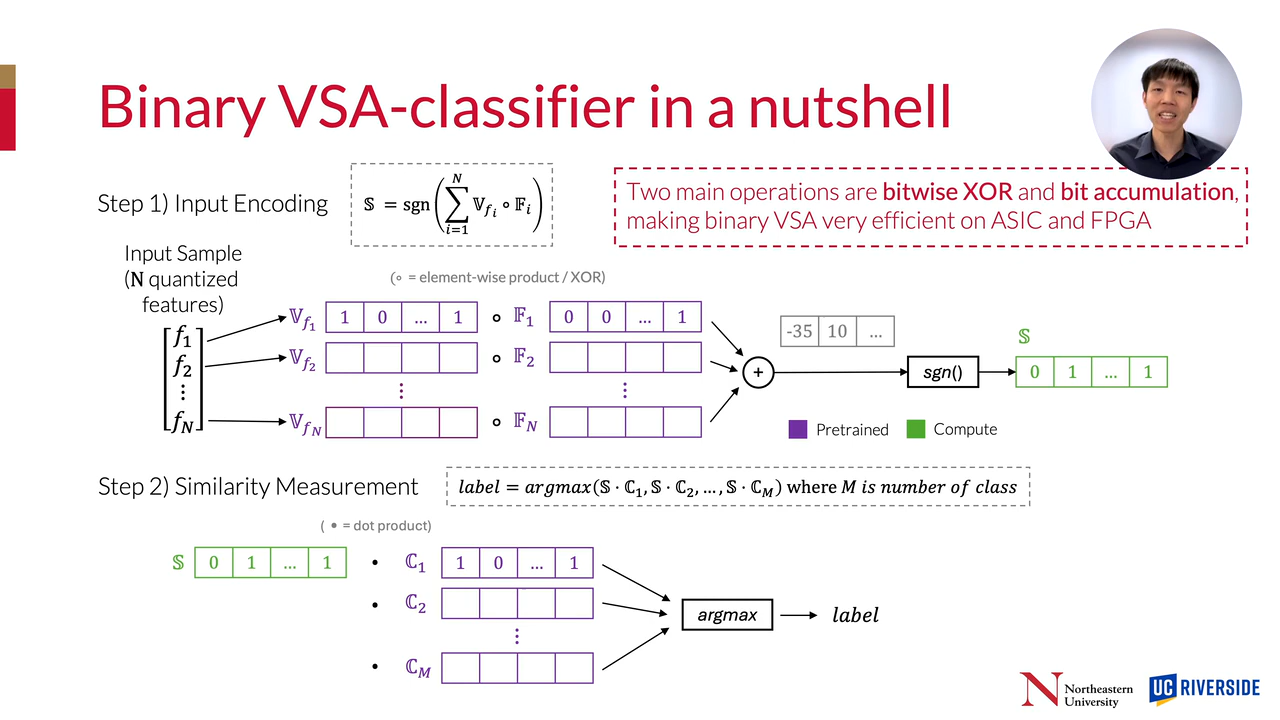 Binary VSA-classifier in a nutshell
Step 1) Input Encoding
𝕊 = sgn(∑_{i=1}^{N} 𝕍_{f_i} ∘ 𝔽_i)
Two main operations are bitwise XOR and bit accumulation,
making binary VSA very efficient on ASIC and FPGA
Input Sample
(N quantized
features)
(∘ = element-wise product / XOR)
f_1
f_2
⋮
f_N
𝕍_{f_1} 1 0 ... 1 ∘ 𝔽_1 0 0 ... 1
𝕍_{f_2} ∘ 𝔽_2
⋮ ⋮
𝕍_{f_N} ∘ 𝔽_N
+
-35 10 ...
sgn()
𝕊
0 1 ... 1
Pretrained Compute
Step 2) Similarity Measurement
label = argmax(𝕊 · ℂ_1, 𝕊 · ℂ_2, ..., 𝕊 · ℂ_M) where M is number of class
( • = dot product)
𝕊 0 1 ... 1 • ℂ_1 1 0 ... 1
• ℂ_2
⋮
• ℂ_M
argmax
label
N Northeastern
University
UC RIVERSIDE